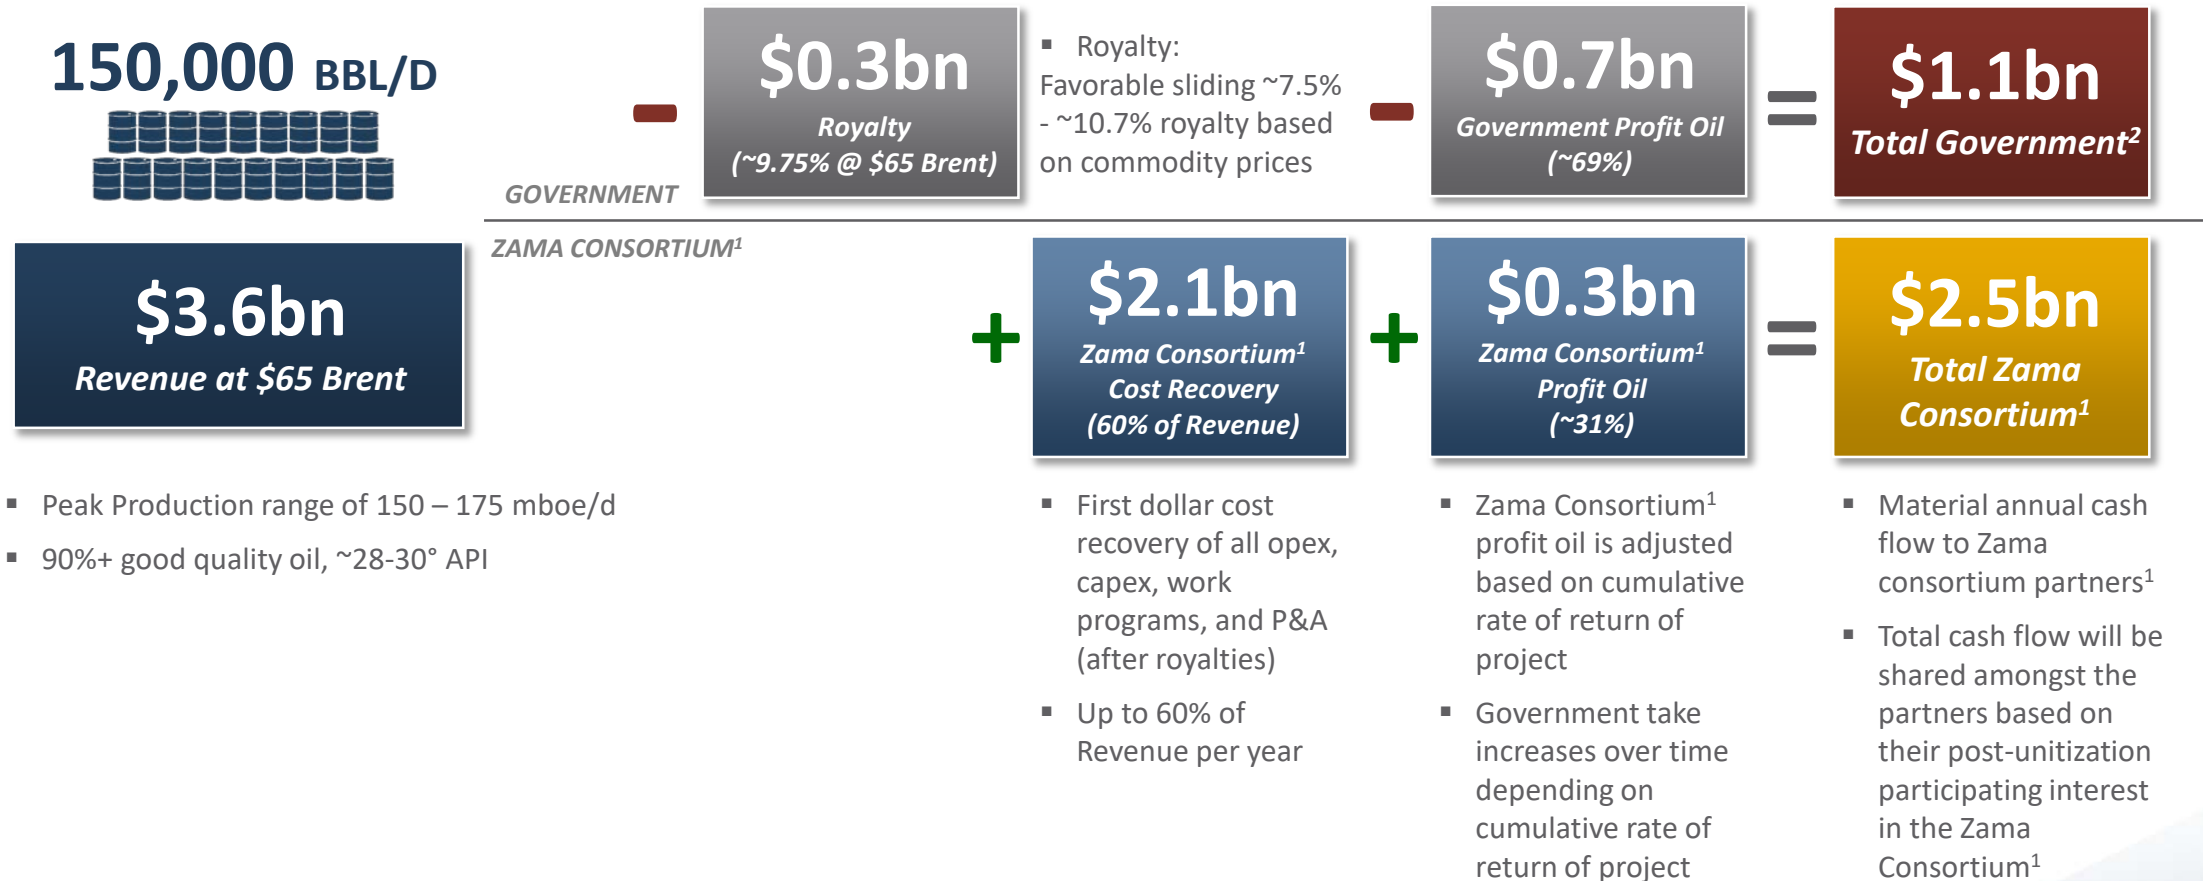 150,000 BBL/D
$3.6bn
Revenue at $65 Brent
▪ Peak Production range of 150 – 175 mboe/d
▪ 90%+ good quality oil, ~28-30° API
GOVERNMENT
-
$0.3bn
Royalty
(~9.75% @ $65 Brent)
▪ Royalty:
Favorable sliding ~7.5%
- ~10.7% royalty based
on commodity prices
-
$0.7bn
Government Profit Oil
(~69%)
=
$1.1bn
Total Government²
ZAMA CONSORTIUM¹
+
$2.1bn
Zama Consortium¹
Cost Recovery
(60% of Revenue)
+
$0.3bn
Zama Consortium¹
Profit Oil
(~31%)
=
$2.5bn
Total Zama
Consortium¹
▪ First dollar cost
recovery of all opex,
capex, work
programs, and P&A
(after royalties)
▪ Up to 60% of
Revenue per year
▪ Zama Consortium¹
profit oil is adjusted
based on cumulative
rate of return of
project
▪ Government take
increases over time
depending on
cumulative rate of
return of project
▪ Material annual cash
flow to Zama
consortium partners¹
▪ Total cash flow will be
shared amongst the
partners based on
their post-unitization
participating interest
in the Zama
Consortium¹